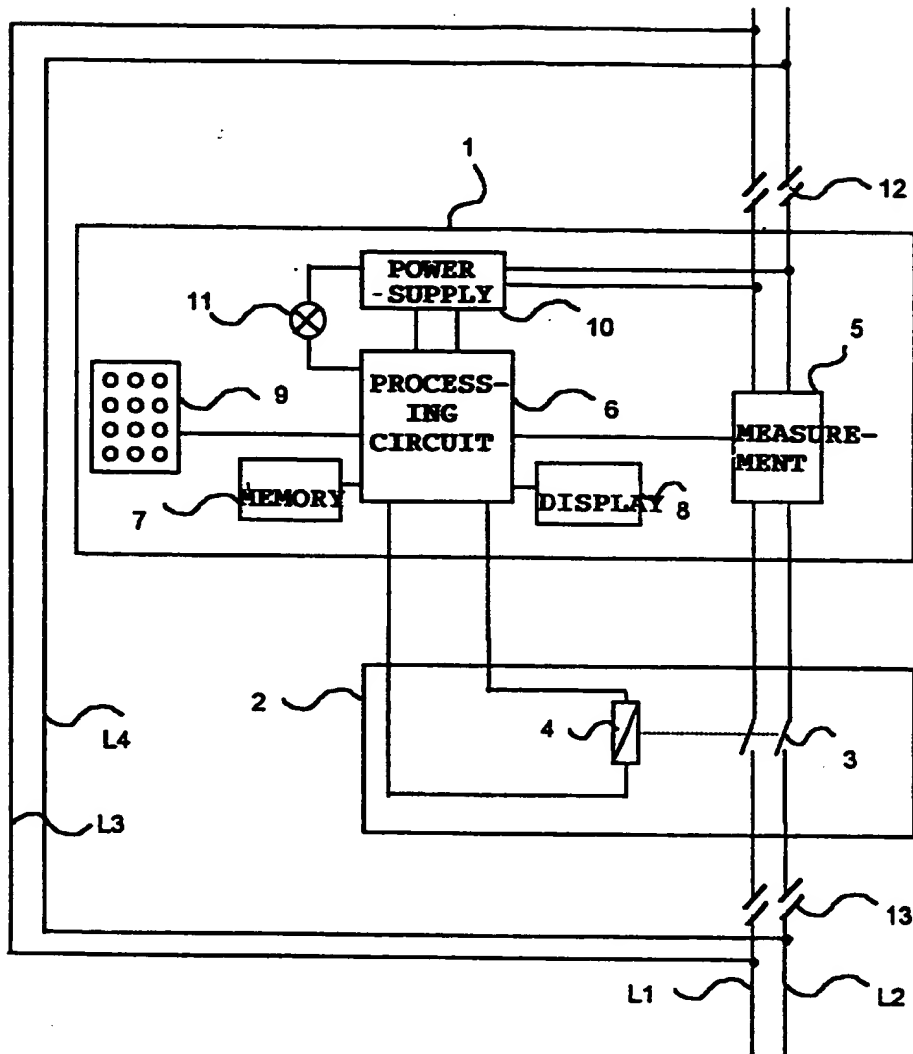 1
12
POWER
-SUPPLY
11
10
5
PROCESS-
ING
CIRCUIT
9
6
MEASURE-
MENT
MEMORY
7
DISPLAY
8
2
4
3
L4
L3
13
L1
L2